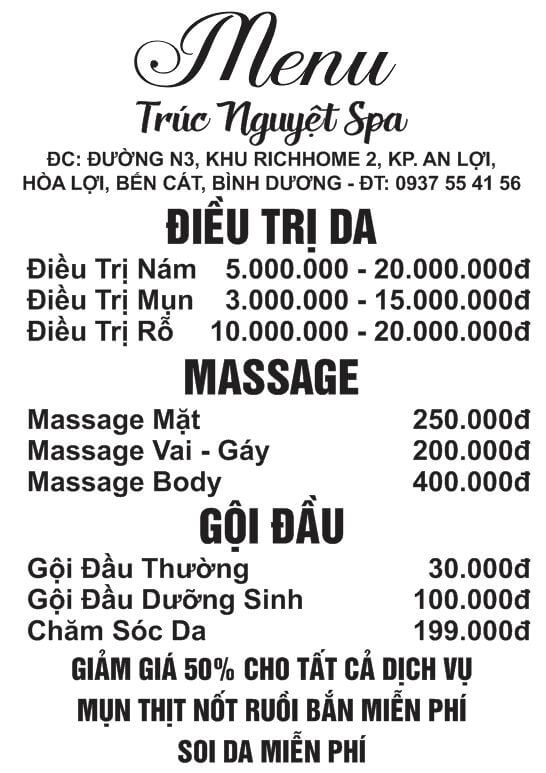 Menu
Trúc Nguyệt Spa
ĐC: ĐƯỜNG N3, KHU RICHHOME 2, KP. AN LỢI,
HÒA LỢI, BẾN CÁT, BÌNH DƯƠNG - ĐT: 0937 55 41 56
ĐIỀU TRỊ DA
Điều Trị Nám 5.000.000 - 20.000.000đ
Điều Trị Mụn 3.000.000 - 15.000.000đ
Điều Trị Rỗ 10.000.000 - 20.000.000đ
MASSAGE
Massage Mặt 250.000đ
Massage Vai - Gáy 200.000đ
Massage Body 400.000đ
GỘI ĐẦU
Gội Đầu Thường 30.000đ
Gội Đầu Dưỡng Sinh 100.000đ
Chăm Sóc Da 199.000đ
GIẢM GIÁ 50% CHO TẤT CẢ DỊCH VỤ
MỤN THỊT NỐT RUỒI BẮN MIỄN PHÍ
SOI DA MIỄN PHÍ